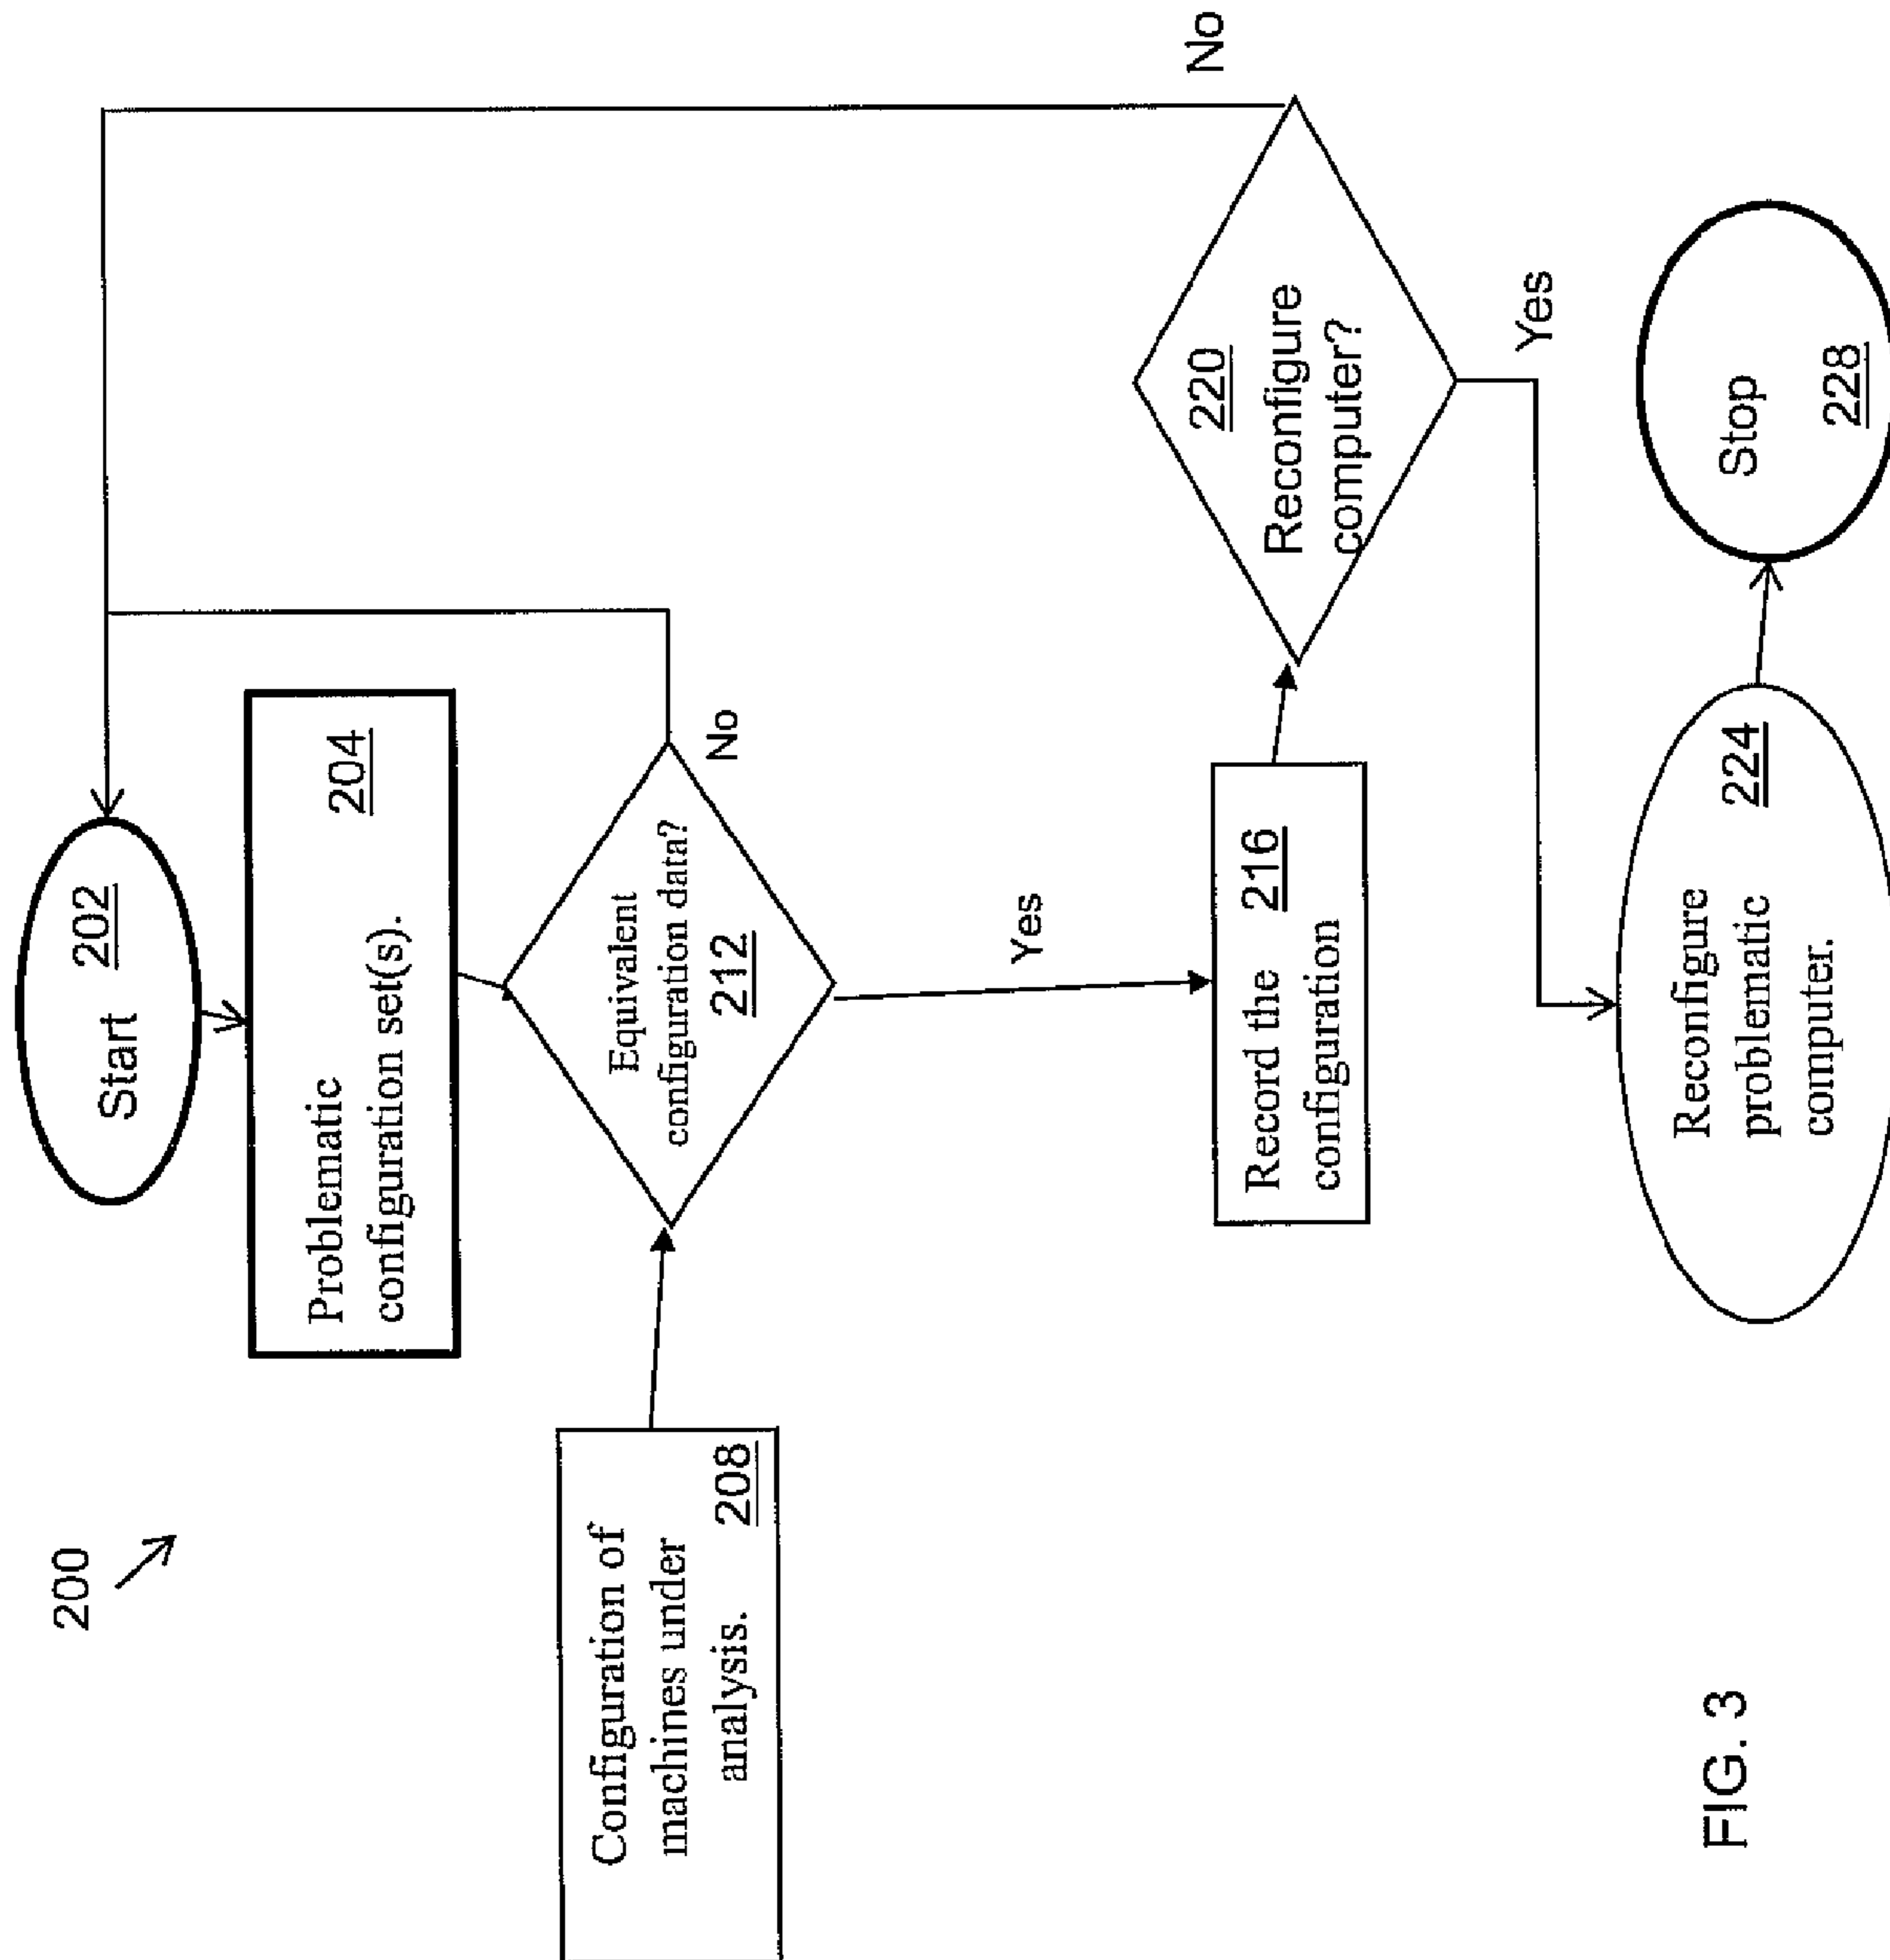 200
Start 202
Problematic
configuration set(s). 204
Configuration of
machines under
analysis. 208
Equivalent
configuration data?
212
No
Yes
Record the 216
configuration
220
Reconfigure
computer?
No
Yes
Reconfigure
problematic 224
computer.
Stop
228
FIG. 3